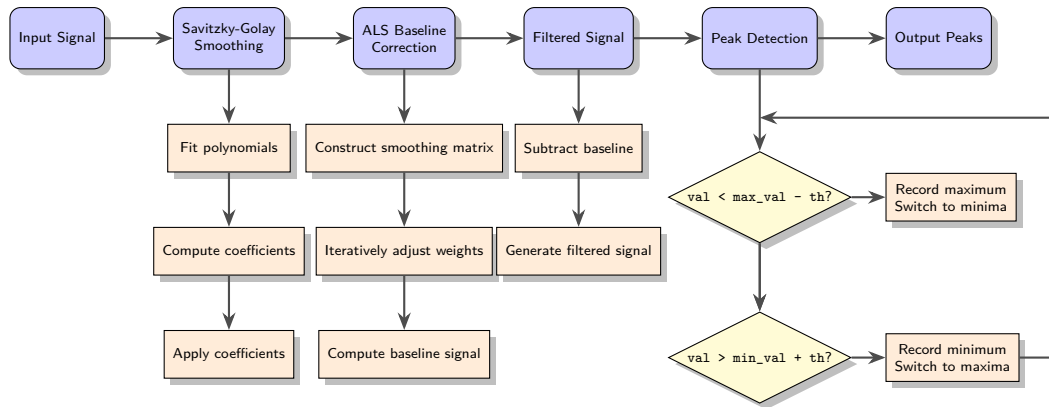 Input Signal
Savitzky-Golay
Smoothing
ALS Baseline
Correction
Filtered Signal
Peak Detection
Output Peaks
Fit polynomials
Construct smoothing matrix
Subtract baseline
val < max_val − th?
Record maximum
Switch to minima
Compute coefficients
Iteratively adjust weights
Generate filtered signal
Apply coefficients
Compute baseline signal
val > min_val + th?
Record minimum
Switch to maxima